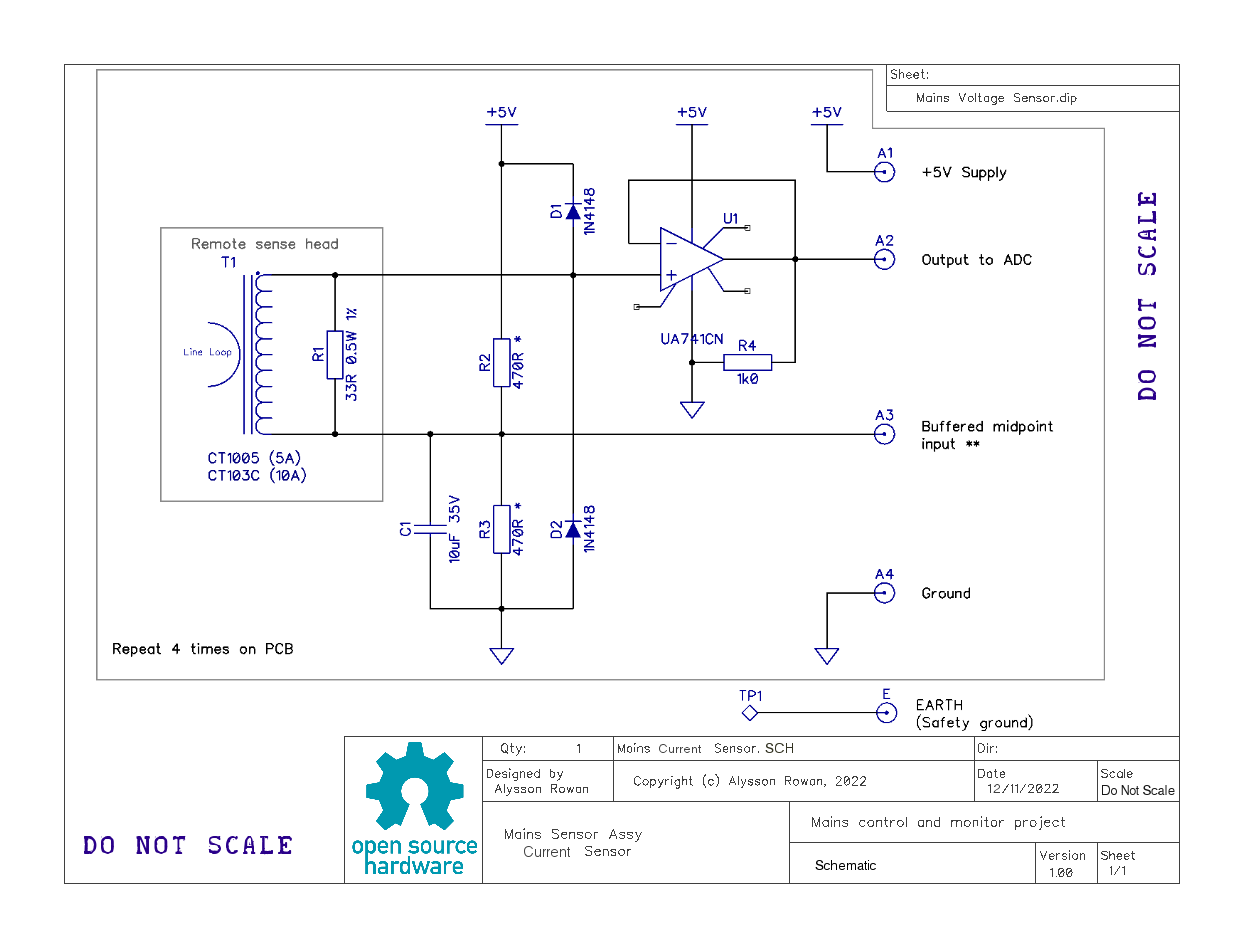 Sheet:
Mains Voltage Sensor.dip
+5V
+5V
+5V
A1
+5V Supply
D1
1N4148
U1
A2
Output to ADC
DO NOT SCALE
Remote sense head
T1
Line Loop
R1
33R 0.5W 1%
R2
470R *
UA741CN
R4
1k0
A3
Buffered midpoint
input **
CT1005 (5A)
CT103C (10A)
C1
10uF 35V
R3
470R *
D2
1N4148
A4
Ground
Repeat 4 times on PCB
TP1
E
EARTH
(Safety ground)
Qty: 1
Mains Current Sensor.SCH
Dir:
Designed by
Alysson Rowan
Copyright (c) Alysson Rowan, 2022
Date
12/11/2022
Scale
Do Not Scale
open source
hardware
Mains Sensor Assy
Current Sensor
Mains control and monitor project
Schematic
Version
1.00
Sheet
1/1
DO NOT SCALE